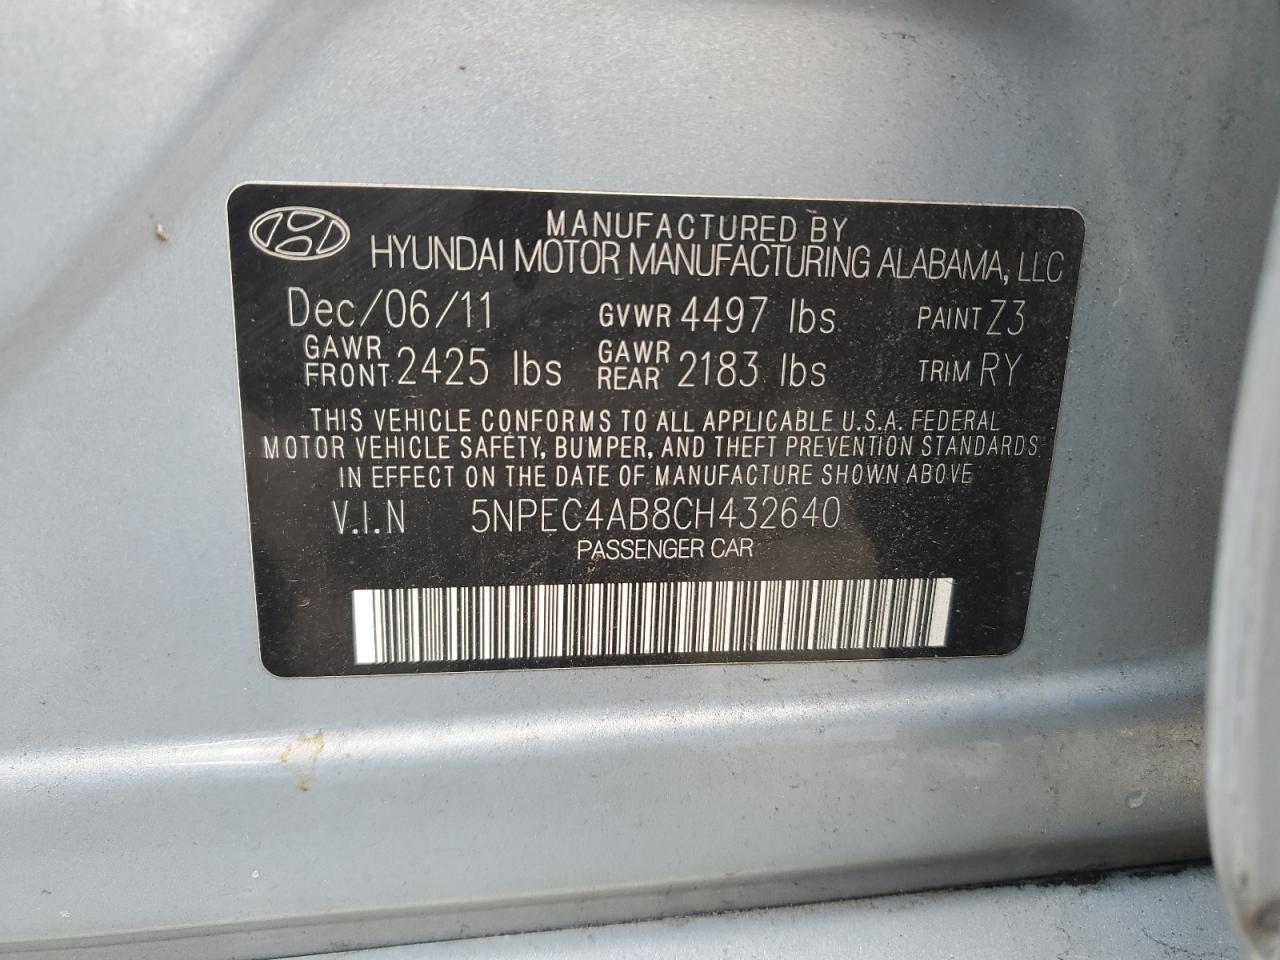 MANUFACTURED BY
HYUNDAI MOTOR MANUFACTURING ALABAMA, LLC
Dec/06/11 GVWR 4497 lbs PAINT Z3
GAWR FRONT 2425 lbs GAWR REAR 2183 lbs TRIM RY
THIS VEHICLE CONFORMS TO ALL APPLICABLE U.S.A. FEDERAL
MOTOR VEHICLE SAFETY, BUMPER, AND THEFT PREVENTION STANDARDS
IN EFFECT ON THE DATE OF MANUFACTURE SHOWN ABOVE
V.I.N 5NPEC4AB8CH432640
PASSENGER CAR